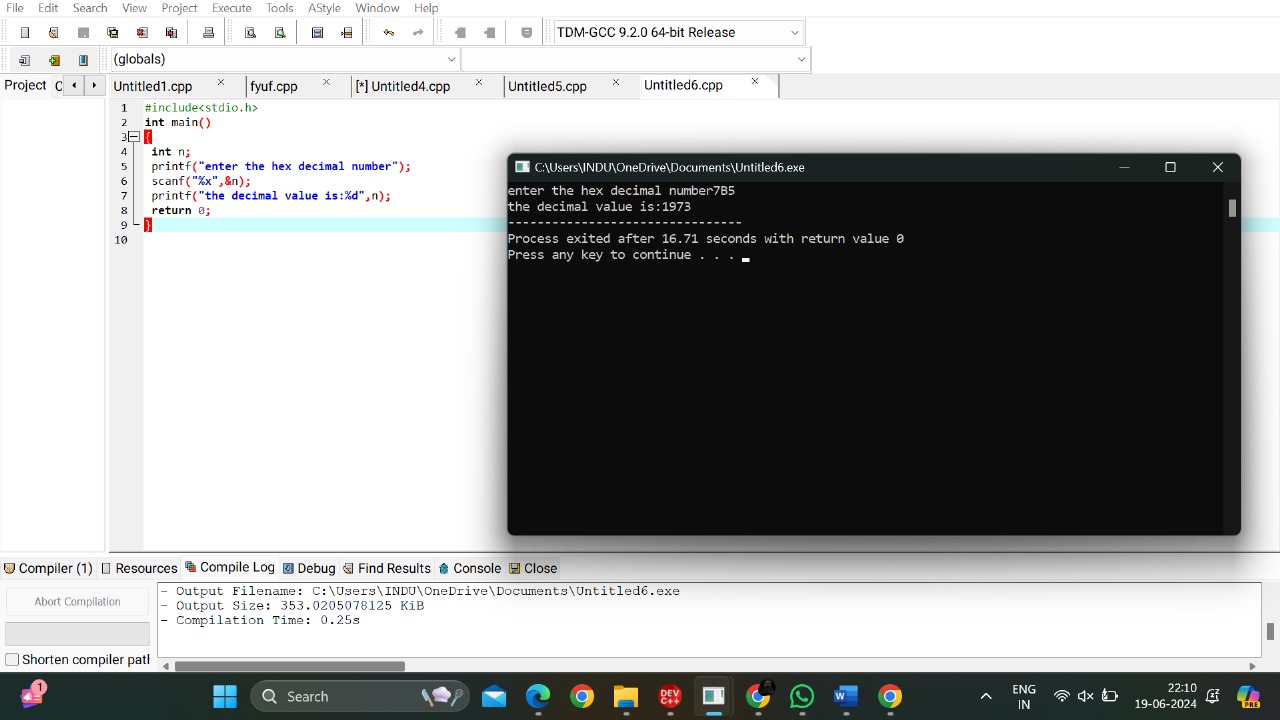 File Edit Search View Project Execute Tools AStyle Window Help
TDM-GCC 9.2.0 64-bit Release
(globals)
Project C Untitled1.cpp fyuf.cpp [*] Untitled4.cpp Untitled5.cpp Untitled6.cpp
1 #include<stdio.h>
2 int main()
3 {
4 int n;
5 printf("enter the hex decimal number");
6 scanf("%x",&n);
7 printf("the decimal value is:%d",n);
8 return 0;
9 }
10
C:\Users\INDU\OneDrive\Documents\Untitled6.exe
enter the hex decimal number7B5
the decimal value is:1973
--------------------------------
Process exited after 16.71 seconds with return value 0
Press any key to continue . . .
Compiler (1) Resources Compile Log Debug Find Results Console Close
Abort Compilation
Shorten compiler path
- Output Filename: C:\Users\INDU\OneDrive\Documents\Untitled6.exe
- Output Size: 353.0205078125 KiB
- Compilation Time: 0.25s
1
Search
DEV C++
W
ENG
IN
22:10
19-06-2024
PRE